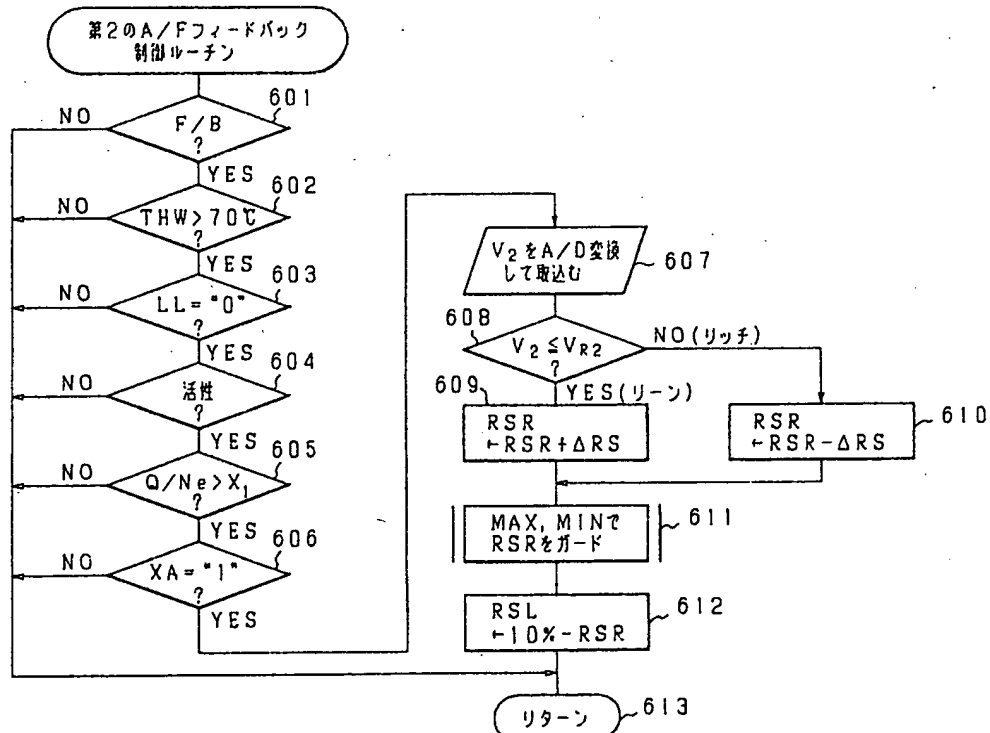 第2のA/Fフィードバック
制御ルーチン
601
NO
F/B
?
YES
602
NO
THW>70℃
?
YES
603
NO
LL="0"
?
YES
604
NO
活性
?
YES
605
NO
Q/Ne>X1
?
YES
606
NO
XA="1"
?
YES
V2をA/D変換
して取込む
607
608
V2≦VR2
?
NO(リッチ)
YES(リーン)
609
RSR
←RSR+ΔRS
RSR
←RSR-ΔRS
610
MAX,MINで
RSRをガード
611
RSL
←10%-RSR
612
リターン
613